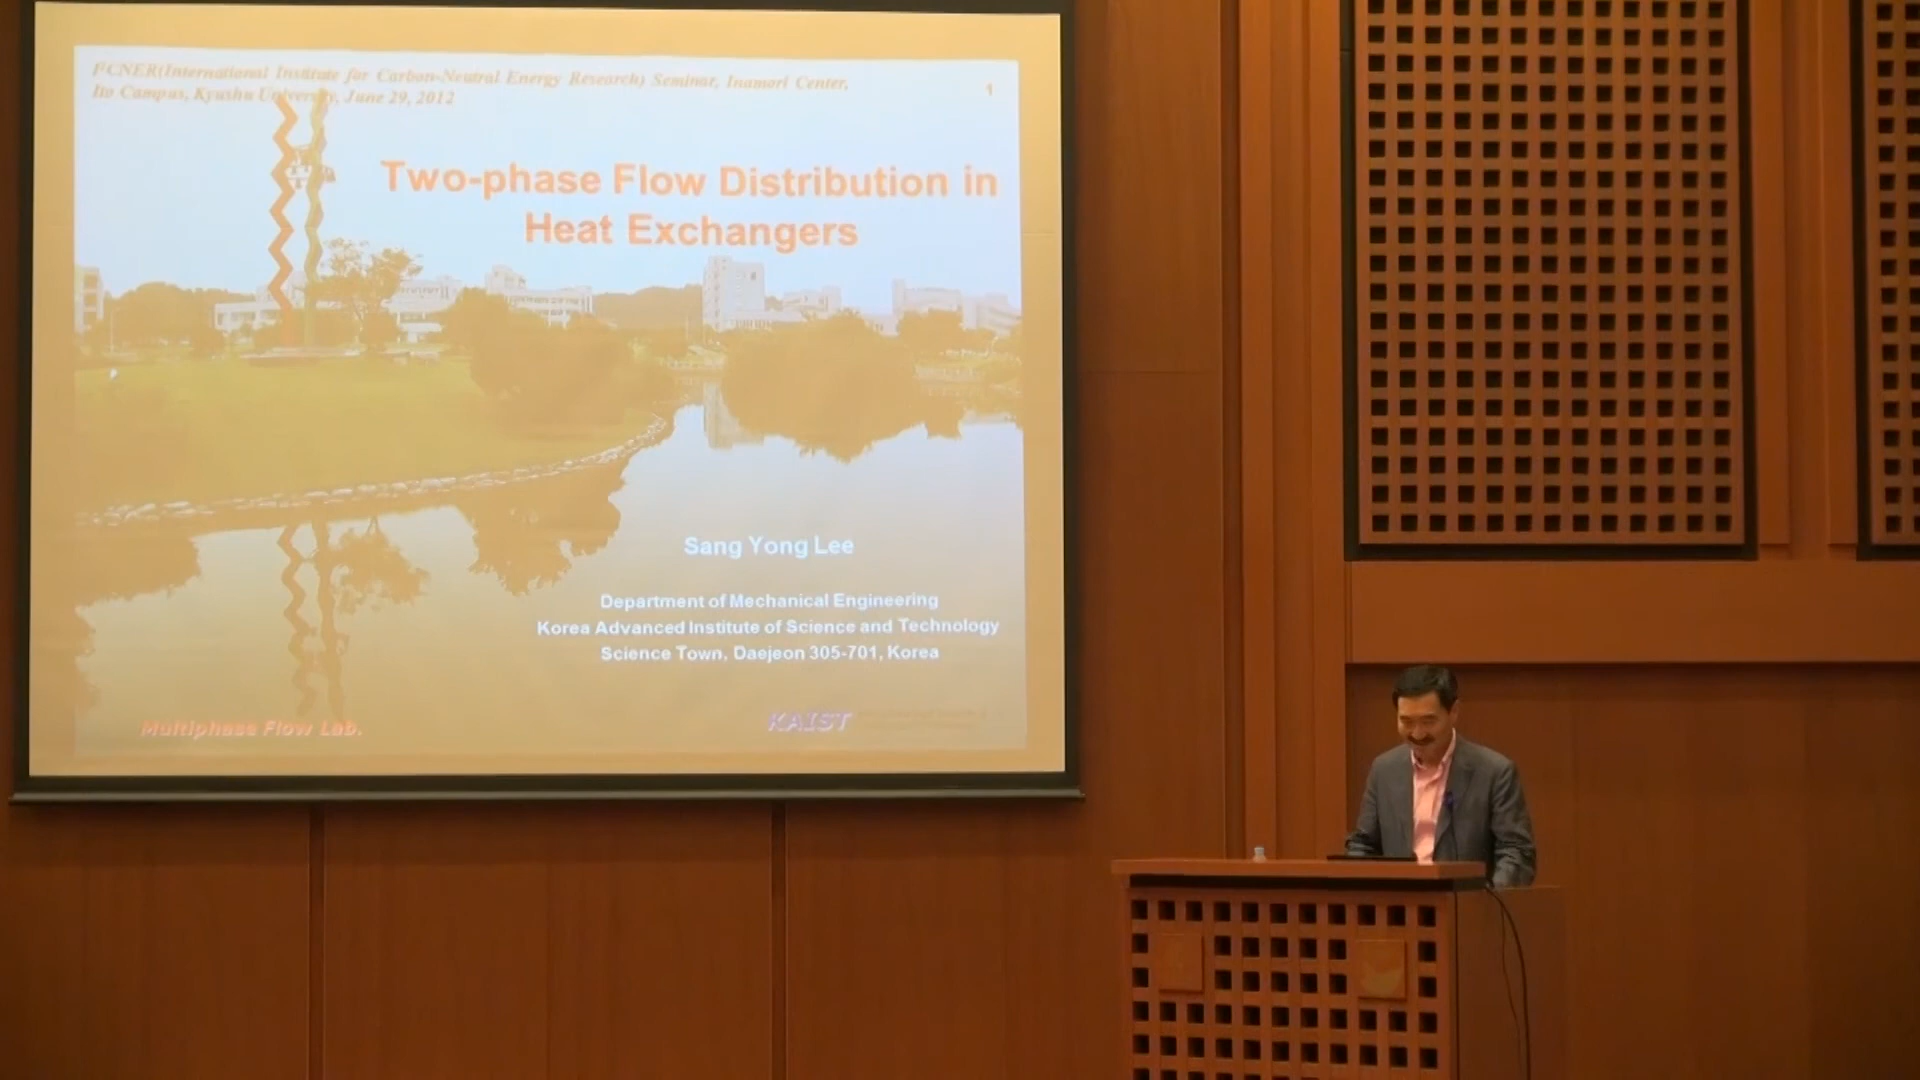 I²CNER(International Institute for Carbon-Neutral Energy Research) Seminar, Inamori Center,
Ito Campus, Kyushu University, June 29, 2012
1
Two-phase Flow Distribution in
Heat Exchangers
Sang Yong Lee
Department of Mechanical Engineering
Korea Advanced Institute of Science and Technology
Science Town, Daejeon 305-701, Korea
Multiphase Flow Lab.
KAIST